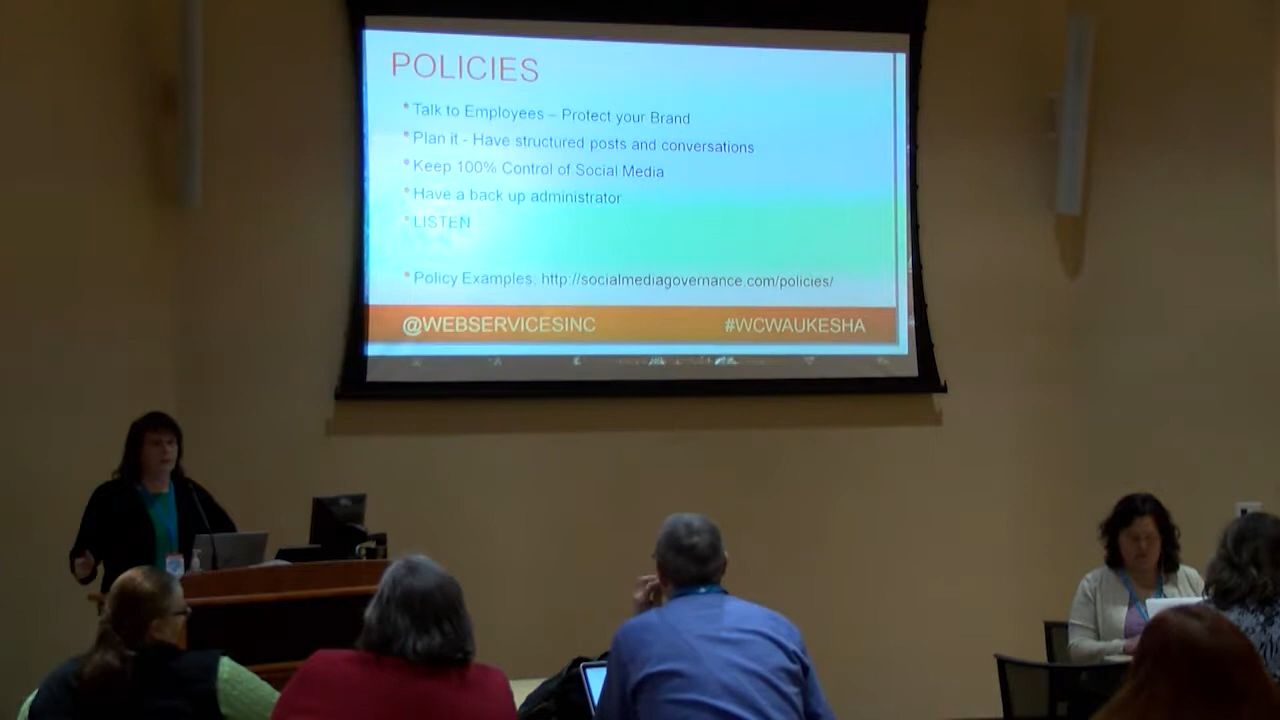 POLICIES
* Talk to Employees – Protect your Brand
* Plan it - Have structured posts and conversations
* Keep 100% Control of Social Media
* Have a back up administrator
* LISTEN
* Policy Examples: http://socialmediagovernance.com/policies/
@WEBSERVICESINC #WCWAUKESHA